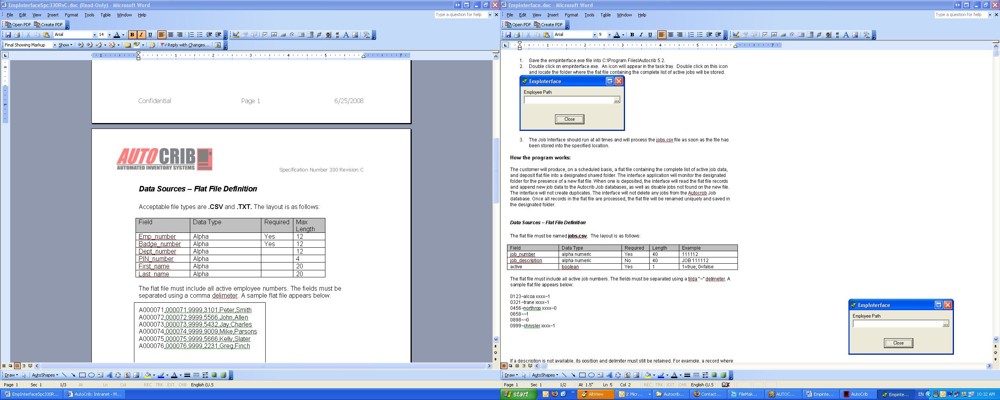 EmpInterfaceSpc330RvC.doc (Read-Only) - Microsoft Word
File Edit View Insert Format Tools Table Window Help
Type a question for help
Open PDF Create PDF
Arial 14 B I U
Final Showing Markup Show Reply with Changes...
1 1 2 3 4 5 7
Confidential Page 1 6/25/2008
AUTOCRIB
AUTOMATED INVENTORY SYSTEMS
Specification Number 330 Revision C
Data Sources – Flat File Definition
Acceptable file types are .CSV and .TXT. The layout is as follows:
Field Data Type Required Max Length
Emp_number Alpha Yes 12
Badge_number Alpha Yes 12
Dept_number Alpha 12
PIN_number Alpha 4
First_name Alpha 20
Last_name Alpha 20
The flat file must include all active employee numbers. The fields must be
separated using a comma delimeter. A sample flat file appears below.
A000071,000071,9999,3101,Peter,Smith
A000072,000072,9999,5566,John,Allen
A000073,000073,9999,5432,Jay,Charles
A000074,000074,9999,9009,Mike,Parsons
A000075,000075,9999,5666,Kelly,Slater
A000076,000076,9999,2231,Greg,Finch
Draw AutoShapes
Page 1 Sec 1 1/3 At Ln Col REC TRK EXT OVR English (U.S
EmpInterfaceSpc330R... AutoCrib: Intranet - M...
Empinterface.doc - Microsoft Word
File Edit View Insert Format Tools Table Window Help
Type a question for help
Open PDF Create PDF
Arial 9 B I U
1 2 3 4 5 7
1. Save the empinterface.exe file into C:\Program Files\Autocrib 5.2.
2. Double click on empinterface.exe. An icon will appear in the task tray. Double click on this icon
and locate the folder where the flat file containing the complete list of active jobs will be stored.
EmpInterface
Employee Path
...
Close
3. The Job Interface should run at all times and will process the jobs.csv file as soon as the file has
been stored into the specified location.
How the program works:
The customer will produce, on a scheduled basis, a flat file containing the complete list of active job data,
and deposit flat file into a designated shared folder. The interface application will monitor the designated
folder for the presence of a new flat file. When one is deposited, the interface will read the flat file records
and append new job data to the Autocrib Job databases, as well as disable jobs not found on the new file.
The interface will not create duplicates. The interface will not delete any jobs from the Autocrob Job
database. Once all records in the flat file are processed, the flat file will be renamed uniquely and saved in
the designated folder.
Data Sources – Flat File Definition
The flat file must be named jobs.csv. The layout is as follows:
Field Data Type Required Length Example
job_number alpha numeric Yes 40 111112
job_description alpha numeric No 40 JOB 111112
active boolean Yes 1 1=true; 0=false
The flat file must include all active job numbers. The fields must be separated using a tilda "~" delimeter. A
sample flat file appears below.
0123~alcoa xxxx~1
0321~trane xxxx~1
0456~northrop xxxx~0
0658~~1
0898~~0
0999~chrysler xxxx~1
If a description is not available, its position and delimiter must still be retained. For example, a record where
EmpInterface
Employee Path
...
Close
Draw AutoShapes
Page 1 Sec 1 1/2 At 1.5" Ln 5 Col 2 REC TRK EXT OVR English (U.S
start AltiView 2 Micr... Autocrib... Contact... FileMak... AUTOC... Empinte... AutoCrib Empinte... EN 10:32 AM